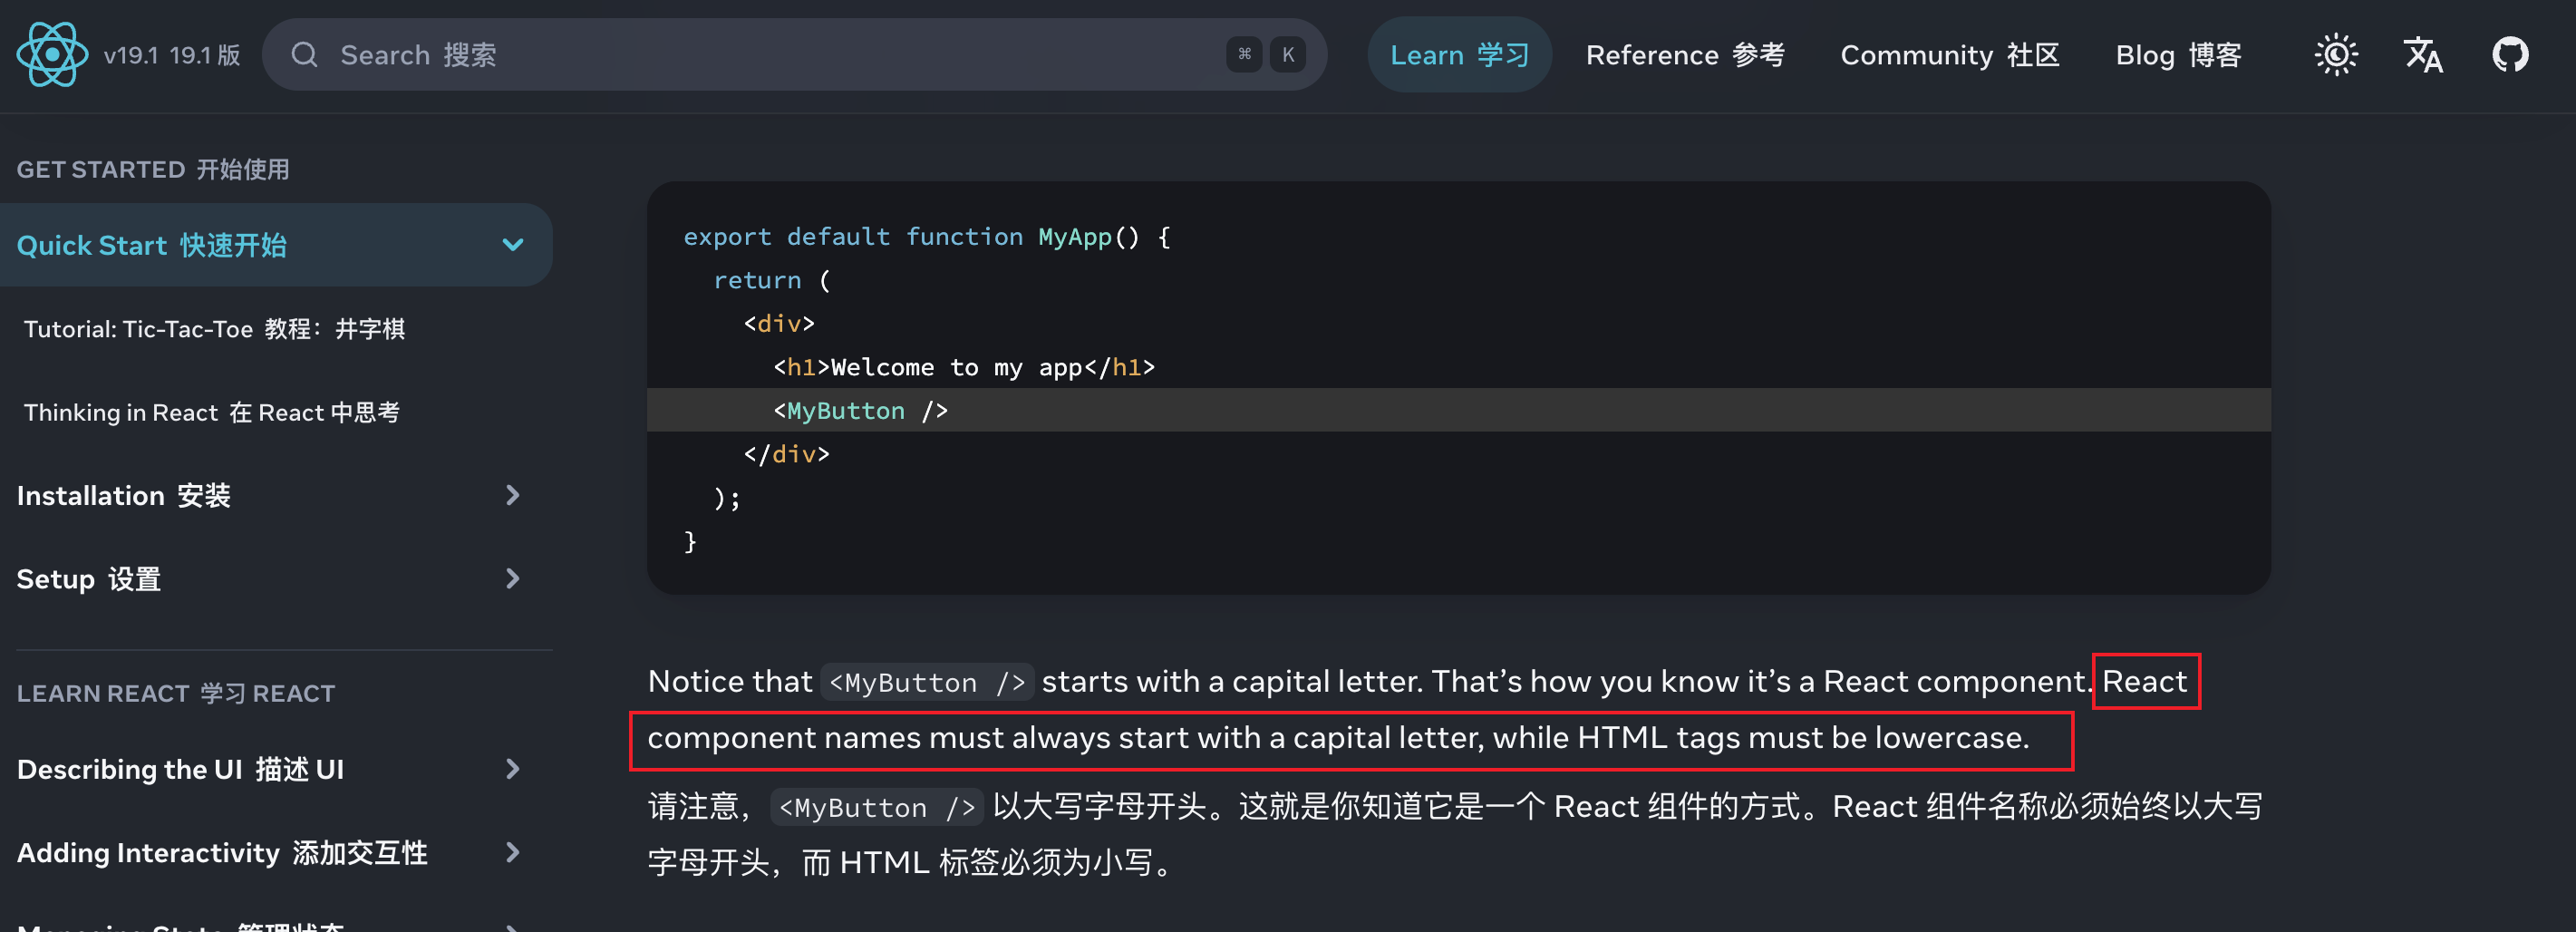 v19.1 19.1 版
Search 搜索
⌘ K
Learn 学习
Reference 参考
Community 社区
Blog 博客
GET STARTED 开始使用
Quick Start 快速开始
Tutorial: Tic-Tac-Toe 教程：井字棋
Thinking in React 在 React 中思考
Installation 安装
Setup 设置
LEARN REACT 学习 REACT
Describing the UI 描述 UI
Adding Interactivity 添加交互性
Managing State 管理状态
export default function MyApp() {
  return (
    <div>
      <h1>Welcome to my app</h1>
      <MyButton />
    </div>
  );
}
Notice that <MyButton /> starts with a capital letter. That’s how you know it’s a React component. React
component names must always start with a capital letter, while HTML tags must be lowercase.
请注意，<MyButton /> 以大写字母开头。这就是你知道它是一个 React 组件的方式。React 组件名称必须始终以大写
字母开头，而 HTML 标签必须为小写。